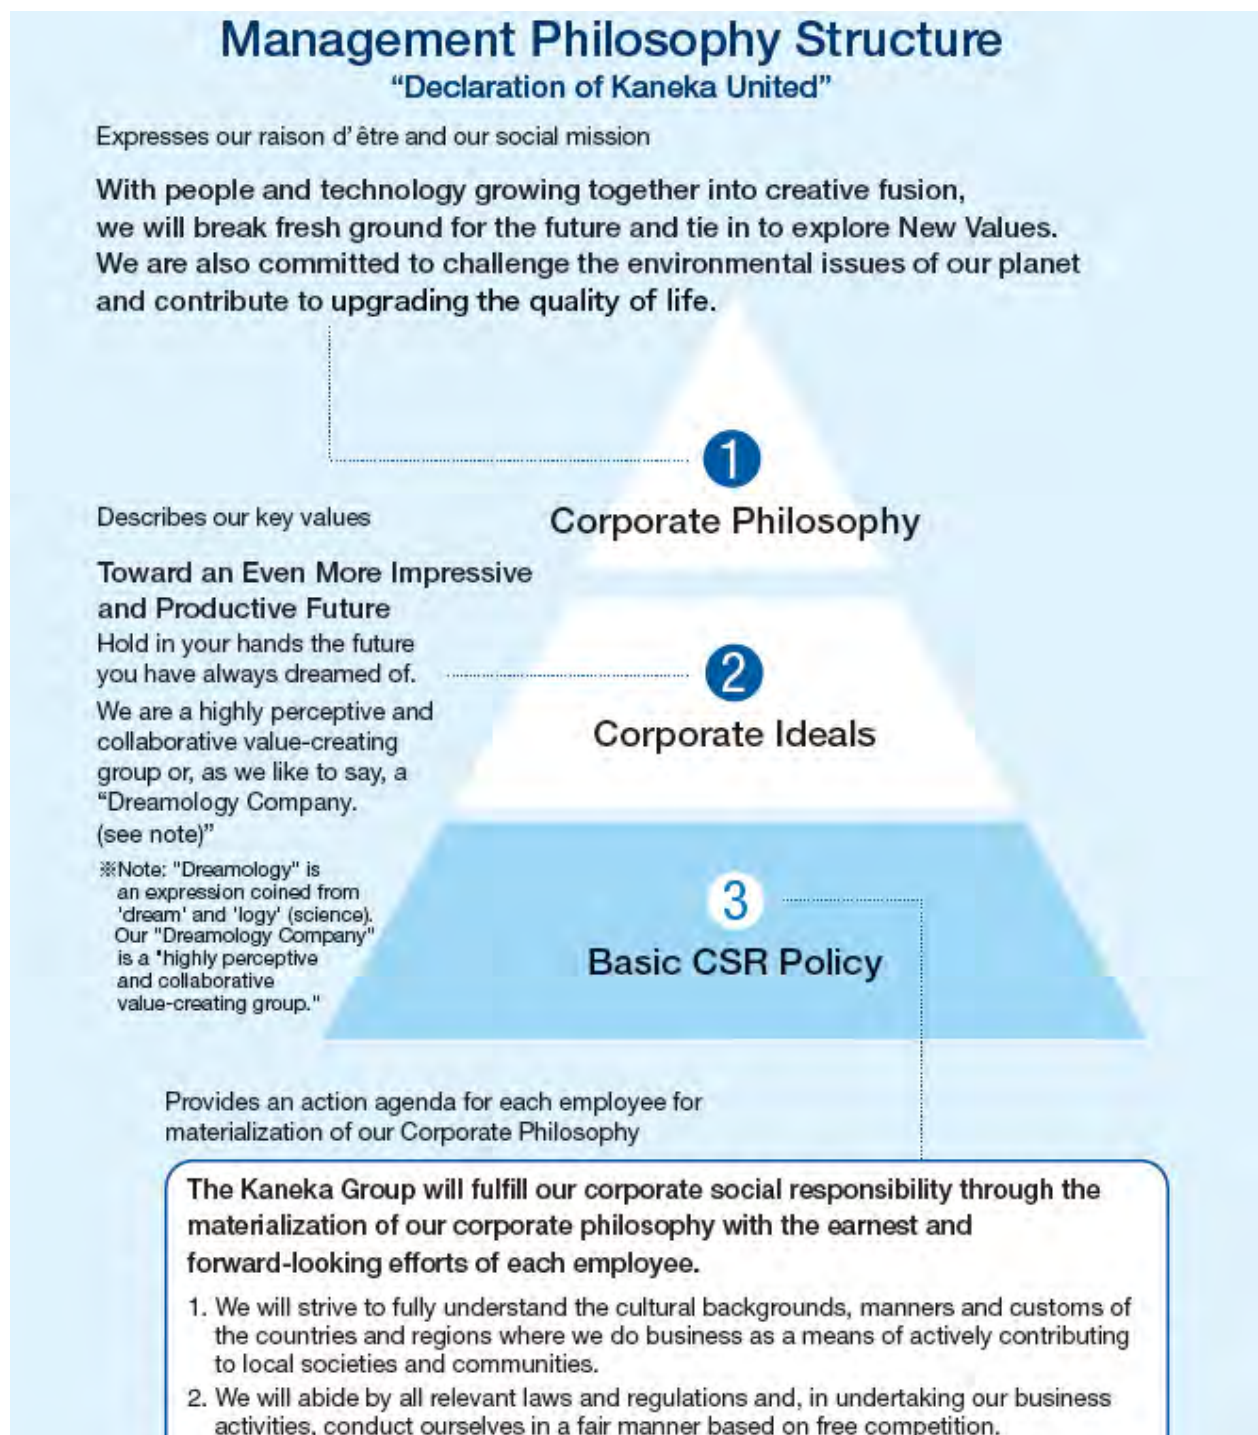 Management Philosophy Structure
“Declaration of Kaneka United”
Expresses our raison d’ être and our social mission
With people and technology growing together into creative fusion,
we will break fresh ground for the future and tie in to explore New Values.
We are also committed to challenge the environmental issues of our planet
and contribute to upgrading the quality of life.
1
Corporate Philosophy
Describes our key values
Toward an Even More Impressive
and Productive Future
Hold in your hands the future
you have always dreamed of.
We are a highly perceptive and
collaborative value-creating
group or, as we like to say, a
“Dreamology Company.
(see note)”
※Note: "Dreamology" is
an expression coined from
'dream' and 'logy' (science).
Our "Dreamology Company"
is a "highly perceptive
and collaborative
value-creating group."
2
Corporate Ideals
3
Basic CSR Policy
Provides an action agenda for each employee for
materialization of our Corporate Philosophy
The Kaneka Group will fulfill our corporate social responsibility through the
materialization of our corporate philosophy with the earnest and
forward-looking efforts of each employee.
1. We will strive to fully understand the cultural backgrounds, manners and customs of
the countries and regions where we do business as a means of actively contributing
to local societies and communities.
2. We will abide by all relevant laws and regulations and, in undertaking our business
activities, conduct ourselves in a fair manner based on free competition.